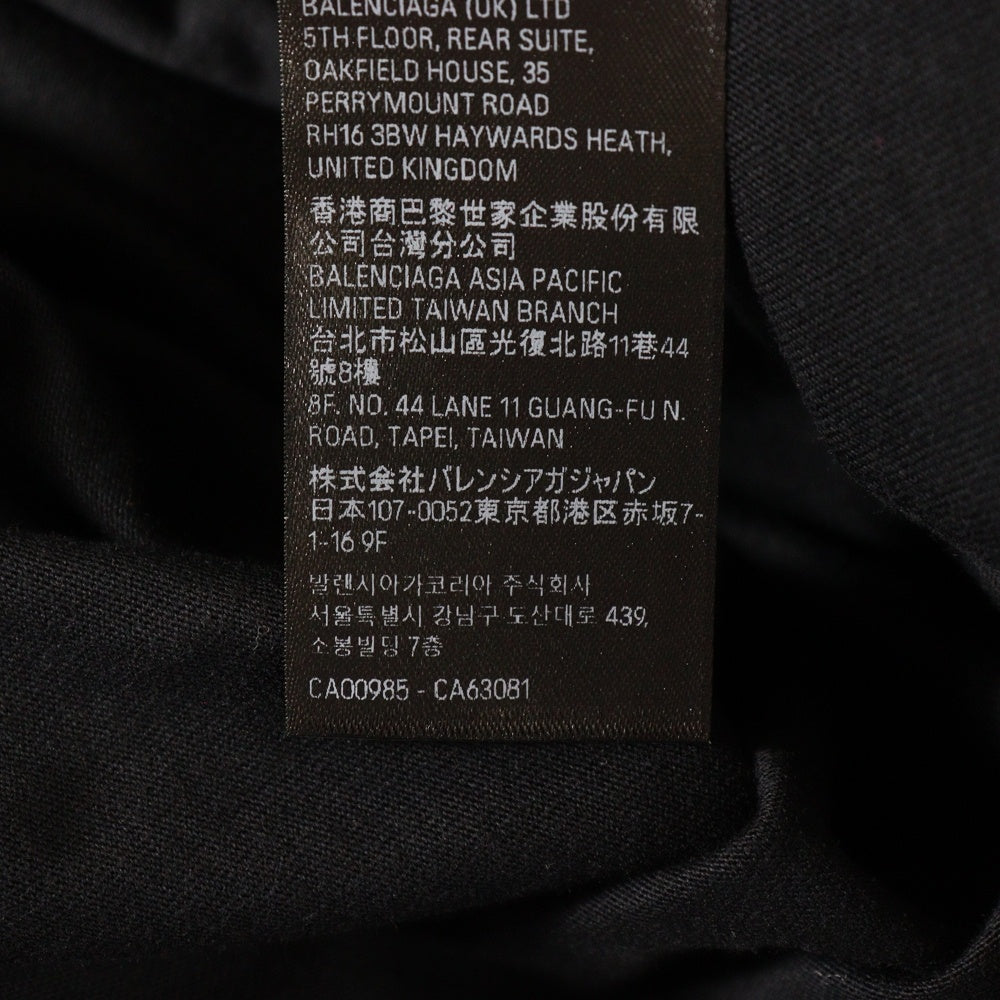 BALENCIAGA (UK) LTD
5TH FLOOR, REAR SUITE,
OAKFIELD HOUSE, 35
PERRYMOUNT ROAD
RH16 3BW HAYWARDS HEATH,
UNITED KINGDOM
香港商巴黎世家企業股份有限
公司台灣分公司
BALENCIAGA ASIA PACIFIC
LIMITED TAIWAN BRANCH
台北市松山區光復北路11巷44
號8樓
8F. NO. 44 LANE 11 GUANG-FU N.
ROAD, TAPEI, TAIWAN
株式会社バレンシアガジャパン
日本107-0052東京都港区赤坂7-
1-16 9F
발렌시아가코리아 주식회사
서울특별시 강남구 도산대로 439,
소봉빌딩 7층
CA00985 - CA63081